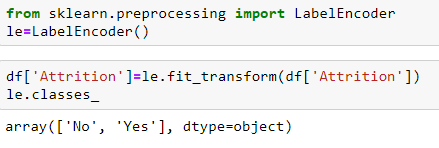 from sklearn.preprocessing import LabelEncoder
le=LabelEncoder()
df['Attrition']=le.fit_transform(df['Attrition'])
le.classes_
array(['No', 'Yes'], dtype=object)